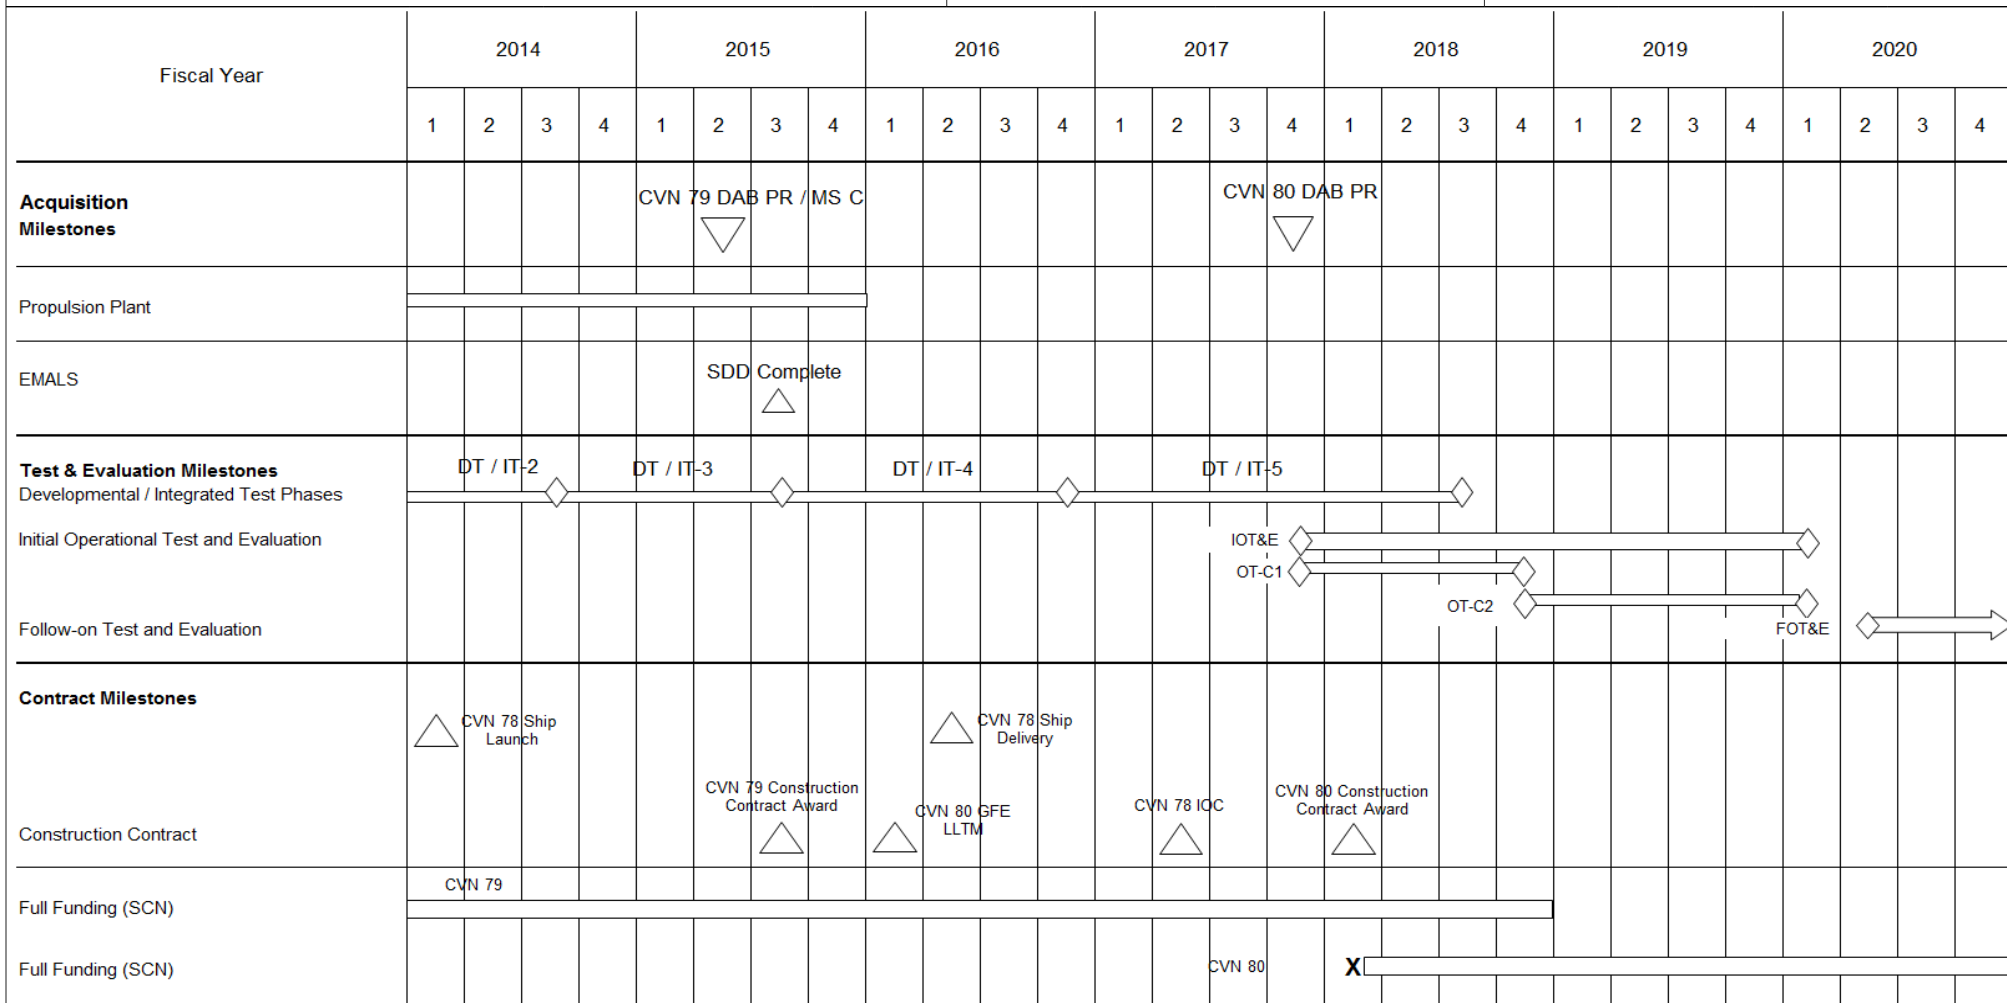 2014 2015 2016 2017 2018 2019 2020
Fiscal Year
1 2 3 4 1 2 3 4 1 2 3 4 1 2 3 4 1 2 3 4 1 2 3 4 1 2 3 4
CVN 79 DAB PR / MS C CVN 80 DAB PR
Acquisition
Milestones
Propulsion Plant
SDD Complete
EMALS
DT / IT-2 DT / IT-3 DT / IT-4 DT / IT-5
Test & Evaluation Milestones
Developmental / Integrated Test Phases
Initial Operational Test and Evaluation IOT&E
OT-C1
OT-C2
Follow-on Test and Evaluation FOT&E
Contract Milestones
CVN 78 Ship
Launch
CVN 78 Ship
Delivery
CVN 79 Construction
Contract Award
CVN 80 GFE
LLTM
CVN 78 IOC
CVN 80 Construction
Contract Award
Construction Contract
CVN 79
Full Funding (SCN)
Full Funding (SCN) CVN 80 X